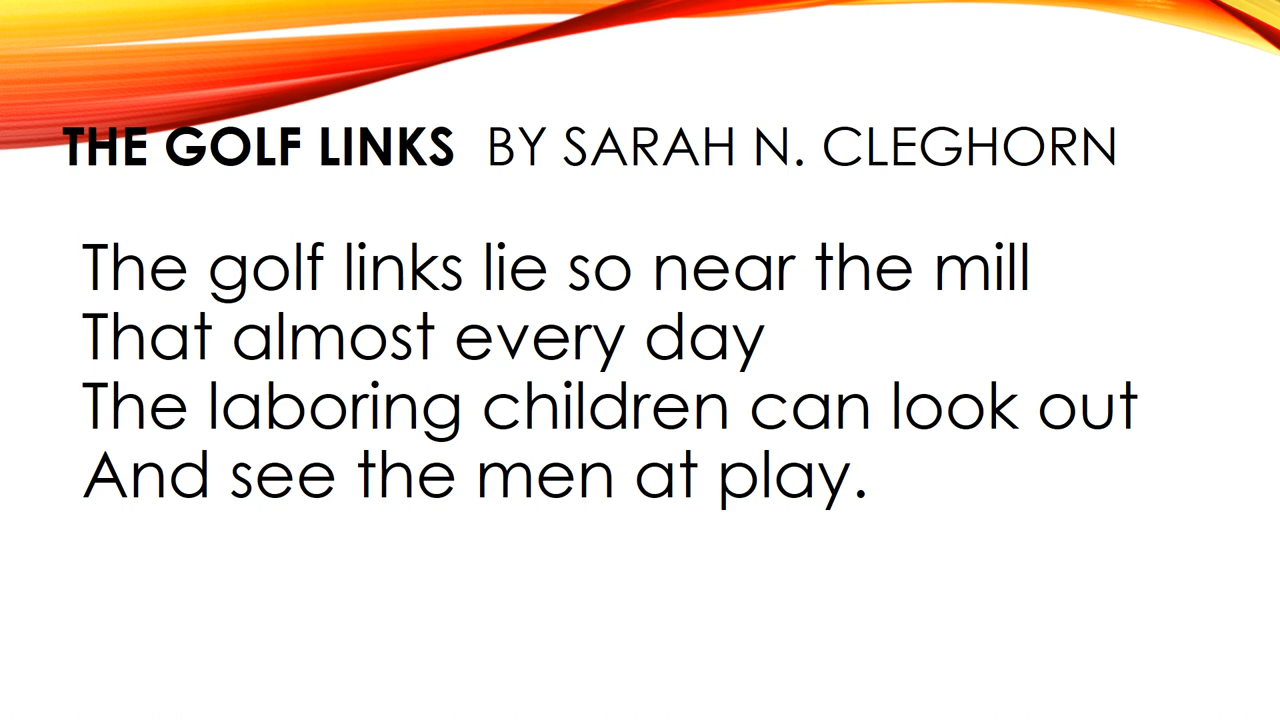 THE GOLF LINKS BY SARAH N. CLEGHORN
The golf links lie so near the mill
That almost every day
The laboring children can look out
And see the men at play.